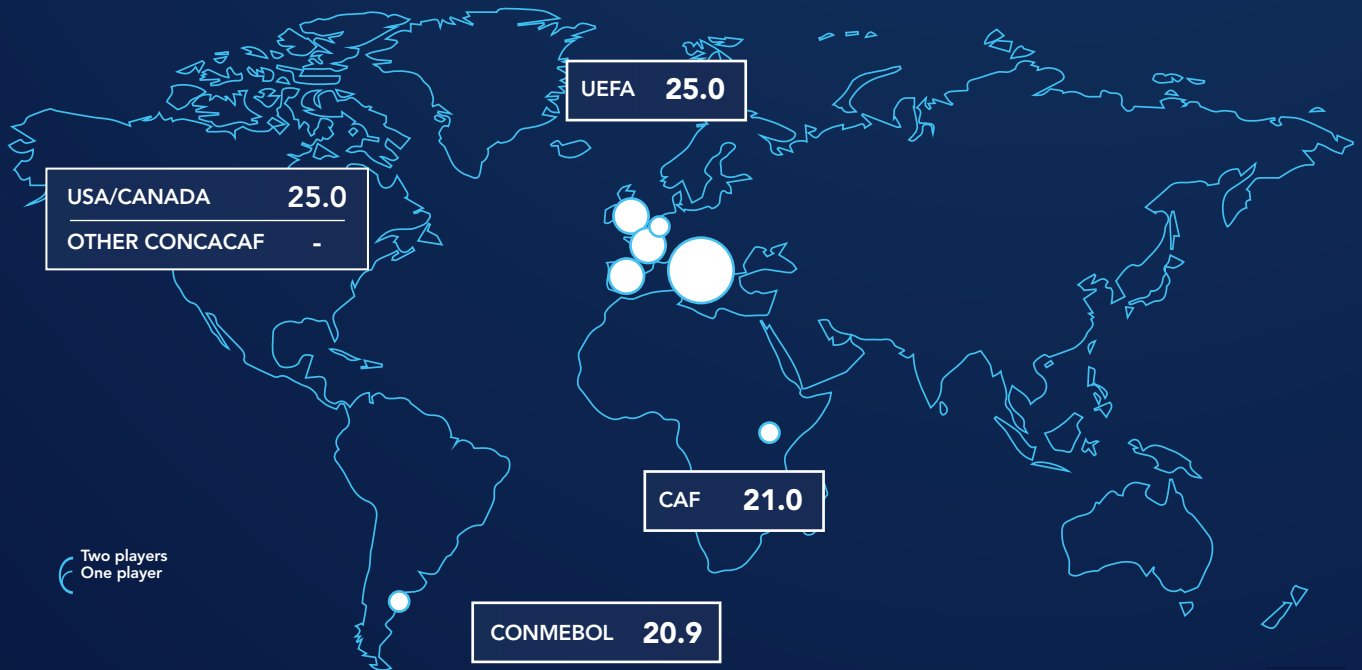 UEFA 25.0
USA/CANADA 25.0
OTHER CONCACAF -
CAF 21.0
Two players
One player
CONMEBOL 20.9